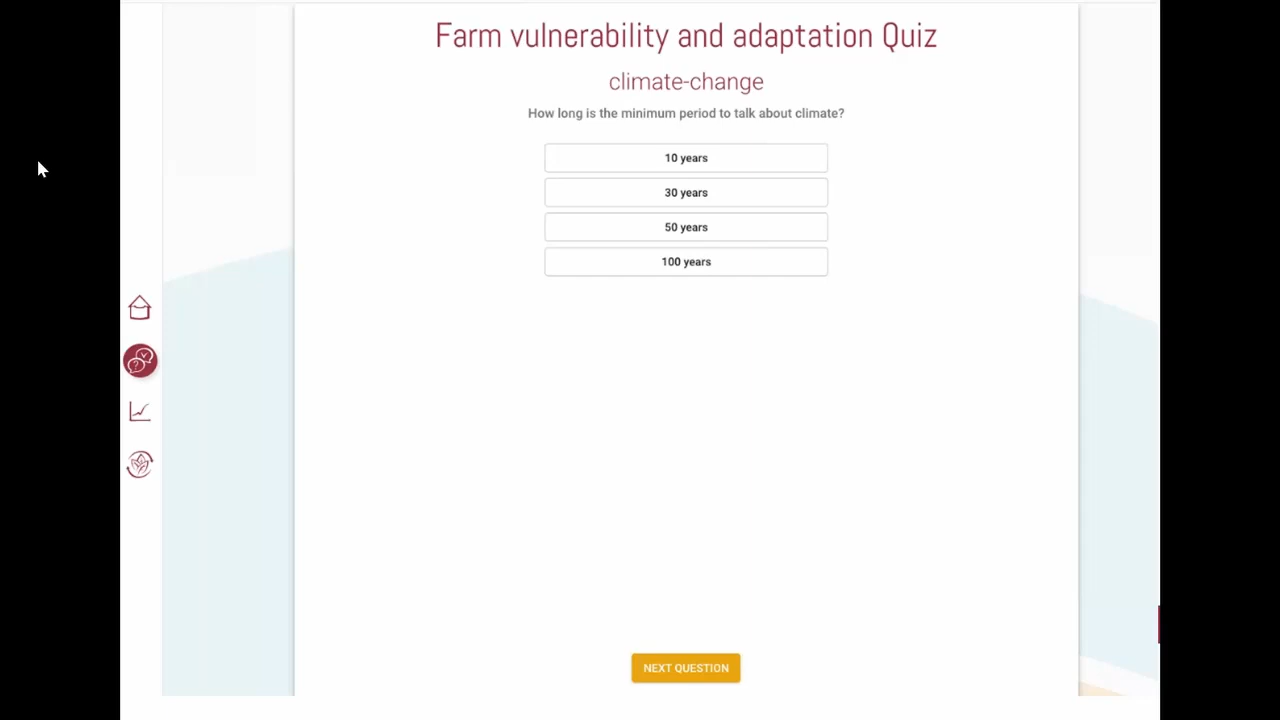 Farm vulnerability and adaptation Quiz
climate-change
How long is the minimum period to talk about climate?
10 years
30 years
50 years
100 years
NEXT QUESTION